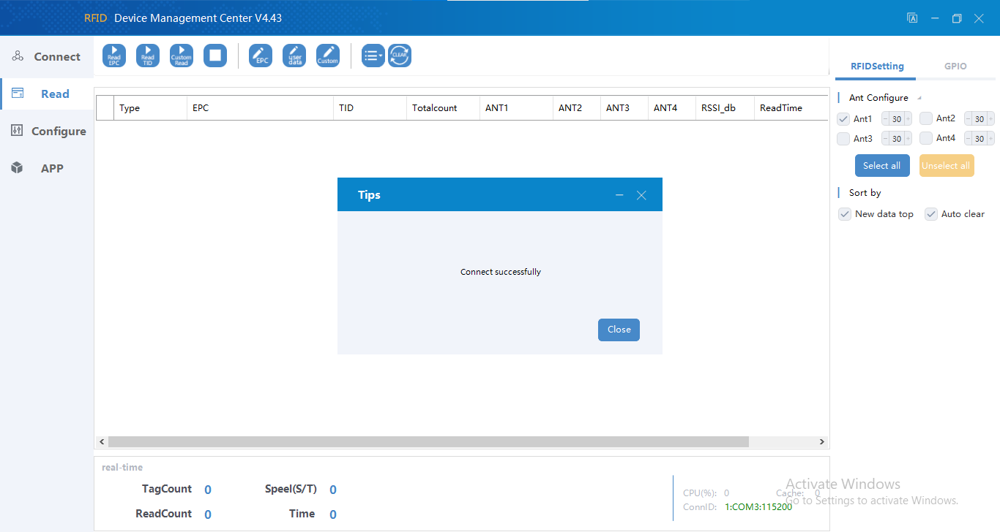 RFID Device Management Center V4.43
Connect
Read
Configure
APP
Read EPC
Read TID
Custom Read
EPC
user data
Custom
CLEAR
Type EPC TID Totalcount ANT1 ANT2 ANT3 ANT4 RSSI_db ReadTime
Tips
Connect successfully
Close
RFIDSetting GPIO
Ant Configure
Ant1 - 30 + Ant2 - 30 +
Ant3 - 30 + Ant4 - 30 +
Select all Unselect all
Sort by
New data top Auto clear
real-time
TagCount 0 Speel(S/T) 0
ReadCount 0 Time 0
CPU(%): 0 Cache: 0
ConnID: 1:COM3:115200
Activate Windows
Go to Settings to activate Windows.